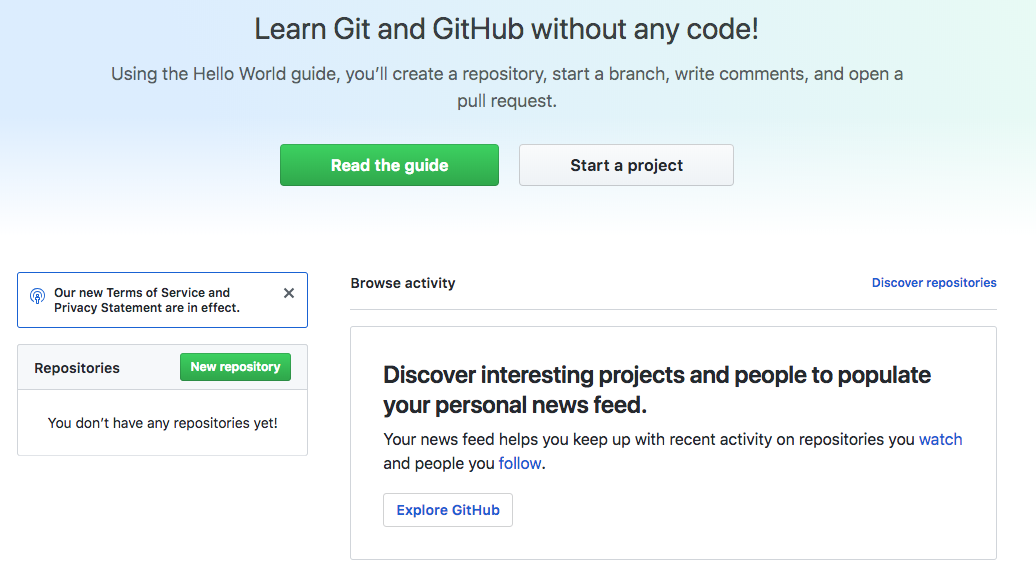 Learn Git and GitHub without any code!
Using the Hello World guide, you’ll create a repository, start a branch, write comments, and open a
pull request.
Read the guide
Start a project
Our new Terms of Service and
Privacy Statement are in effect.
Repositories
New repository
You don’t have any repositories yet!
Browse activity
Discover repositories
Discover interesting projects and people to populate
your personal news feed.
Your news feed helps you keep up with recent activity on repositories you watch
and people you follow.
Explore GitHub